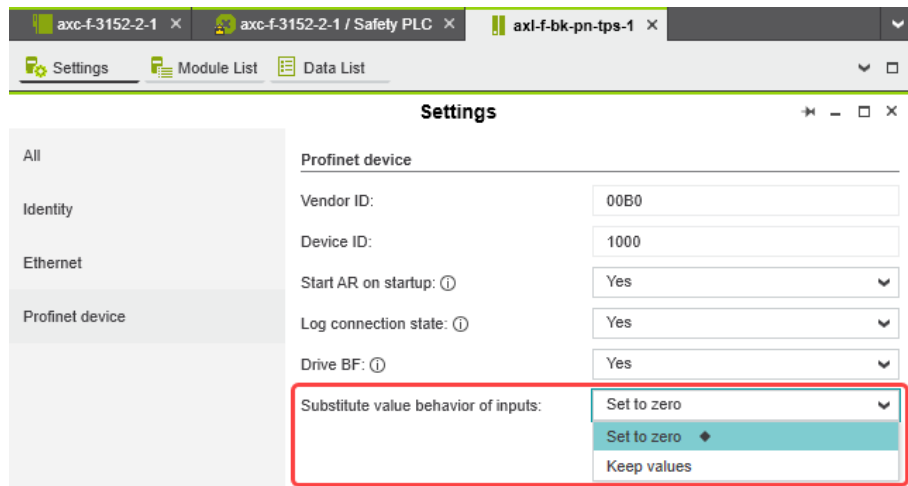 axc-f-3152-2-1 axc-f-3152-2-1 / Safety PLC axl-f-bk-pn-tps-1
Settings Module List Data List
Settings
All
Identity
Ethernet
Profinet device
Profinet device
Vendor ID: 00B0
Device ID: 1000
Start AR on startup: Yes
Log connection state: Yes
Drive BF: Yes
Substitute value behavior of inputs: Set to zero
Set to zero
Keep values